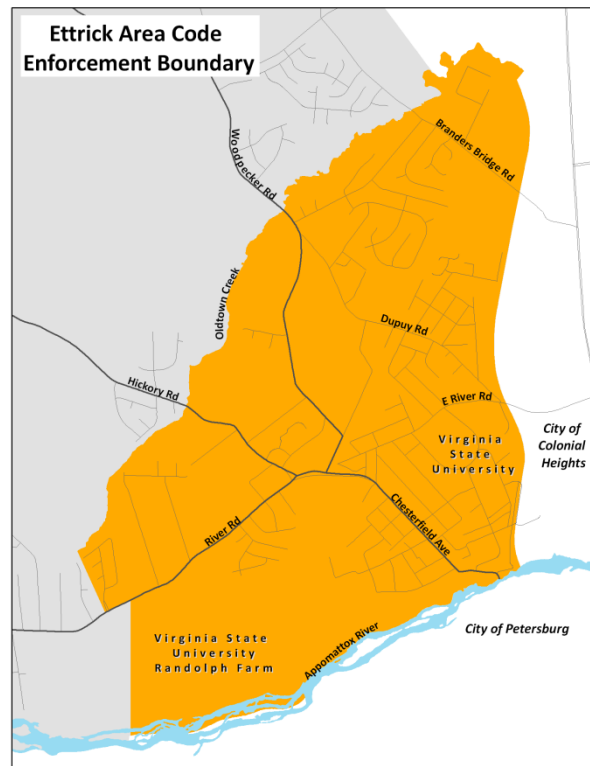 Ettrick Area Code
Enforcement Boundary
Branders Bridge Rd
Woodpecker Rd
Oldtown Creek
Dupuy Rd
Hickory Rd
E River Rd
City of
Colonial
Heights
Virginia
State
University
River Rd
Chesterfield Ave
City of Petersburg
Virginia State
University
Randolph Farm
Appomattox River